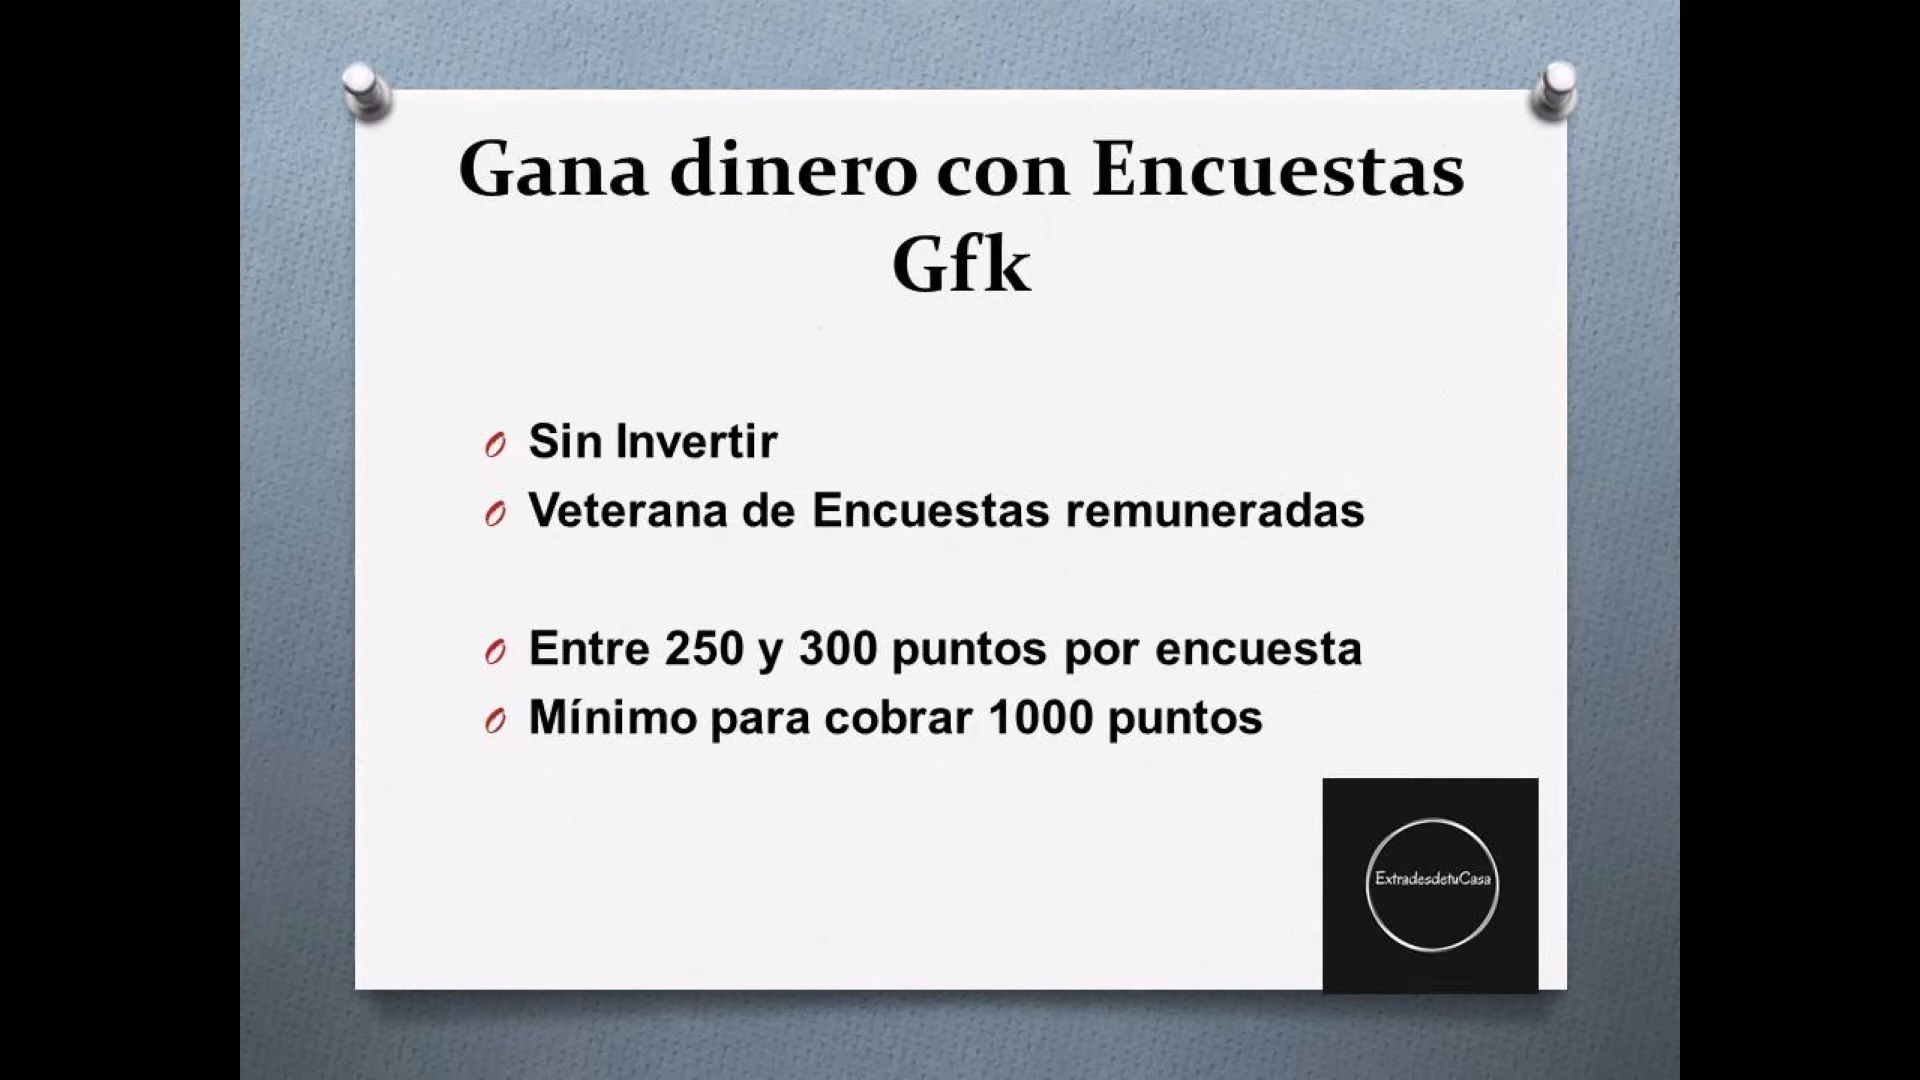 Gana dinero con Encuestas
Gfk
Sin Invertir
Veterana de Encuestas remuneradas
Entre 250 y 300 puntos por encuesta
Mínimo para cobrar 1000 puntos
ExtradesdetuCasa